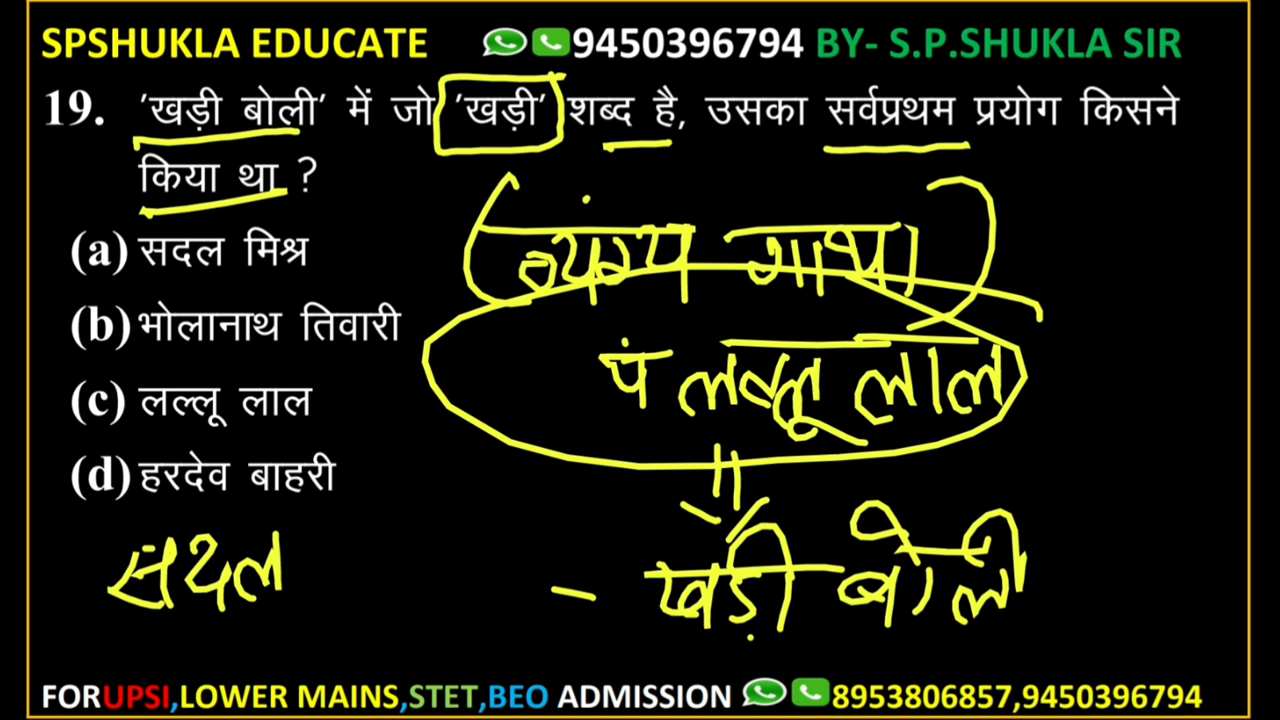 SPSHUKLA EDUCATE 9450396794 BY- S.P.SHUKLA SIR
19. 'खड़ी बोली' में जो 'खड़ी' शब्द है, उसका सर्वप्रथम प्रयोग किसने
किया था ?
(a) सदल मिश्र
(b) भोलानाथ तिवारी
(c) लल्लू लाल
(d) हरदेव बाहरी
भाषा
पं लल्लू लाल
सदल - खड़ी बोली
FORUPSI,LOWER MAINS,STET,BEO ADMISSION 8953806857,9450396794